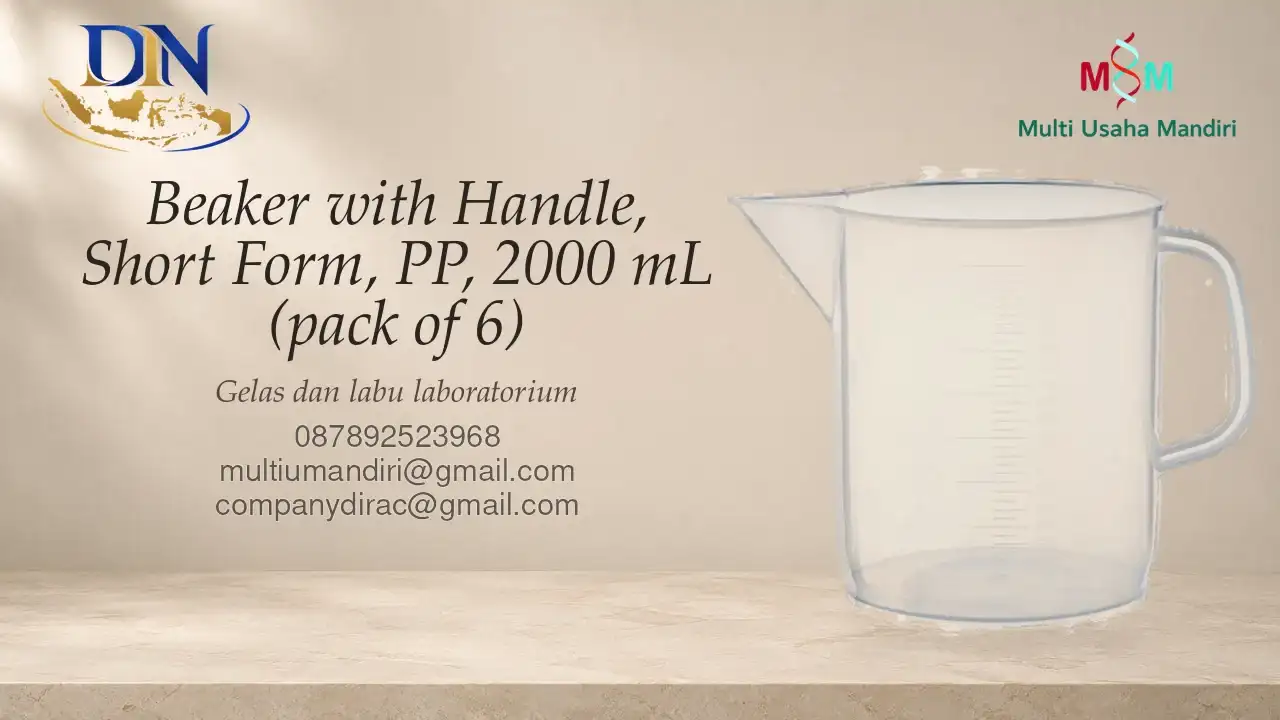 DIN
M M
Multi Usaha Mandiri
Beaker with Handle,
Short Form, PP, 2000 mL
(pack of 6)
Gelas dan labu laboratorium
087892523968
multiumandiri@gmail.com
companydirac@gmail.com